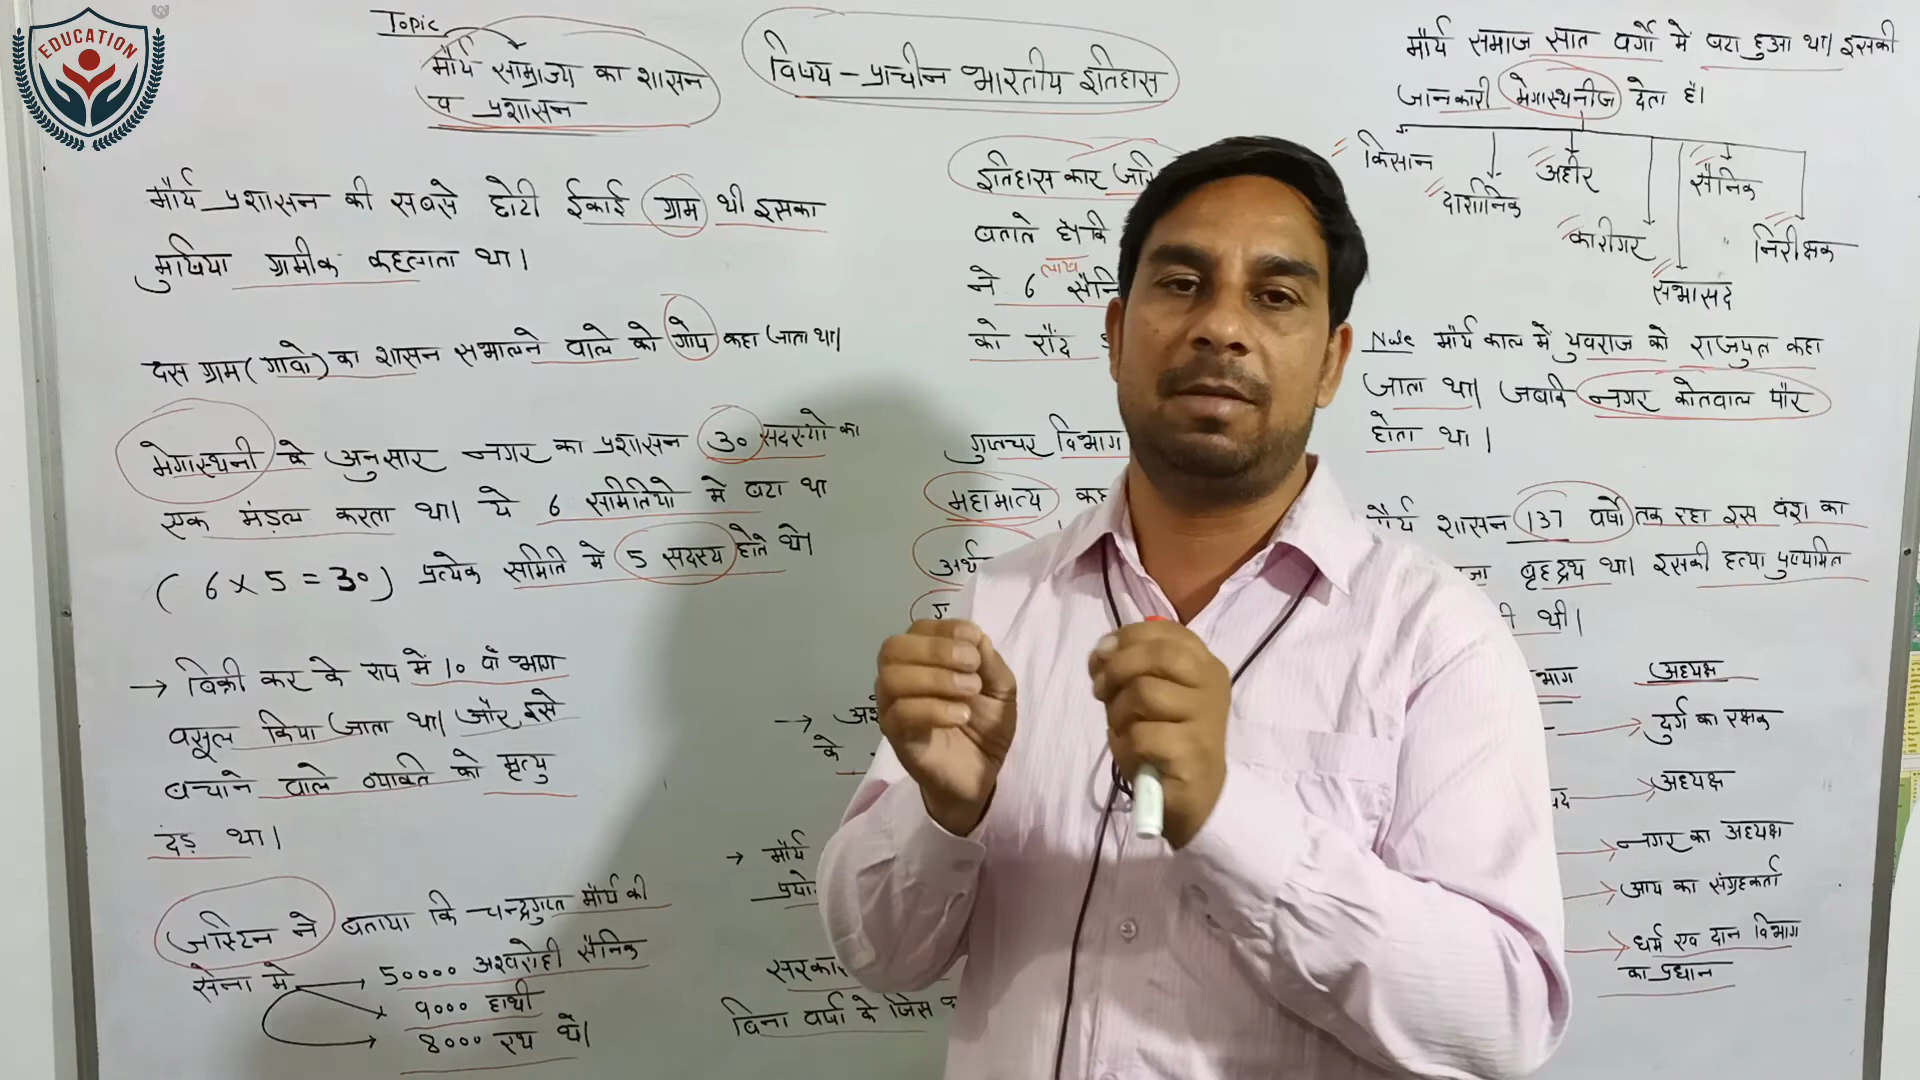 EDUCATION
Topic
मौर्य साम्राज्य का शासन
व प्रशासन
विषय - प्राचीन भारतीय इतिहास
मौर्य प्रशासन की सबसे छोटी ईकाई ग्राम थी इसका
मुखिया ग्रामीक कहलाता था।
दस ग्राम (गावो) का शासन सभालने वाले को गोप कहा जाता था।
मेगास्थनी के अनुसार नगर का प्रशासन 30 सदस्यो का
एक मंडल करता था। ये 6 समितियो मे बटा था
( 6 × 5 = 30 ) प्रत्येक समिति मे 5 सदस्य होते थे।
→ बिक्री कर के रूप में 10 वाँ भाग
वसूल किया जाता था। और इसे
बचाने वाले व्यक्ति को मृत्यु
दंड़ था।
जस्टिन ने बताया कि चन्द्रगुप्त मौर्य की
सेना मे
50000 अश्वरोही सैनिक
9000 हाथी
8000 रथ थे।
इतिहास कार
बताते है। कि
लाख
ने 6
को रौंद
गुप्तचर विभाग
महामात्य
→
के
→ मौर्य
बिना वर्षा के
मौर्य समाज सात वर्गो मे बटा हुआ था। इसकी
जानकारी मेगास्थनीज देता है।
किसान
दार्शनिक
अहीर
कारीगर
सैनिक
सभासद
निरीक्षक
Note मौर्य काल में युवराज को राजपुत कहा
जाता था। जबकि नगर कोतवाल पौर
होता था।
मौर्य शासन 137 वर्षो तक रहा इस वंश का
बृहद्रथ था। इसकी हत्या पुष्यमित
थी।
अध्यक्ष
→ दुर्ग का रक्षक
→ अध्यक्ष
→ नगर का अध्यक्ष
→ आय का संग्रहकर्ता
→ धर्म एव दान विभाग
का प्रधान